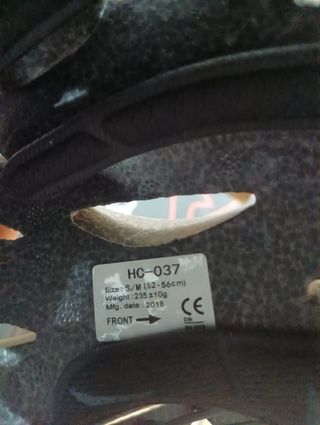 HC-037
Size : S/M (52-56cm)
Weight : 235±10g
Mfg. date : 2018
FRONT → CE